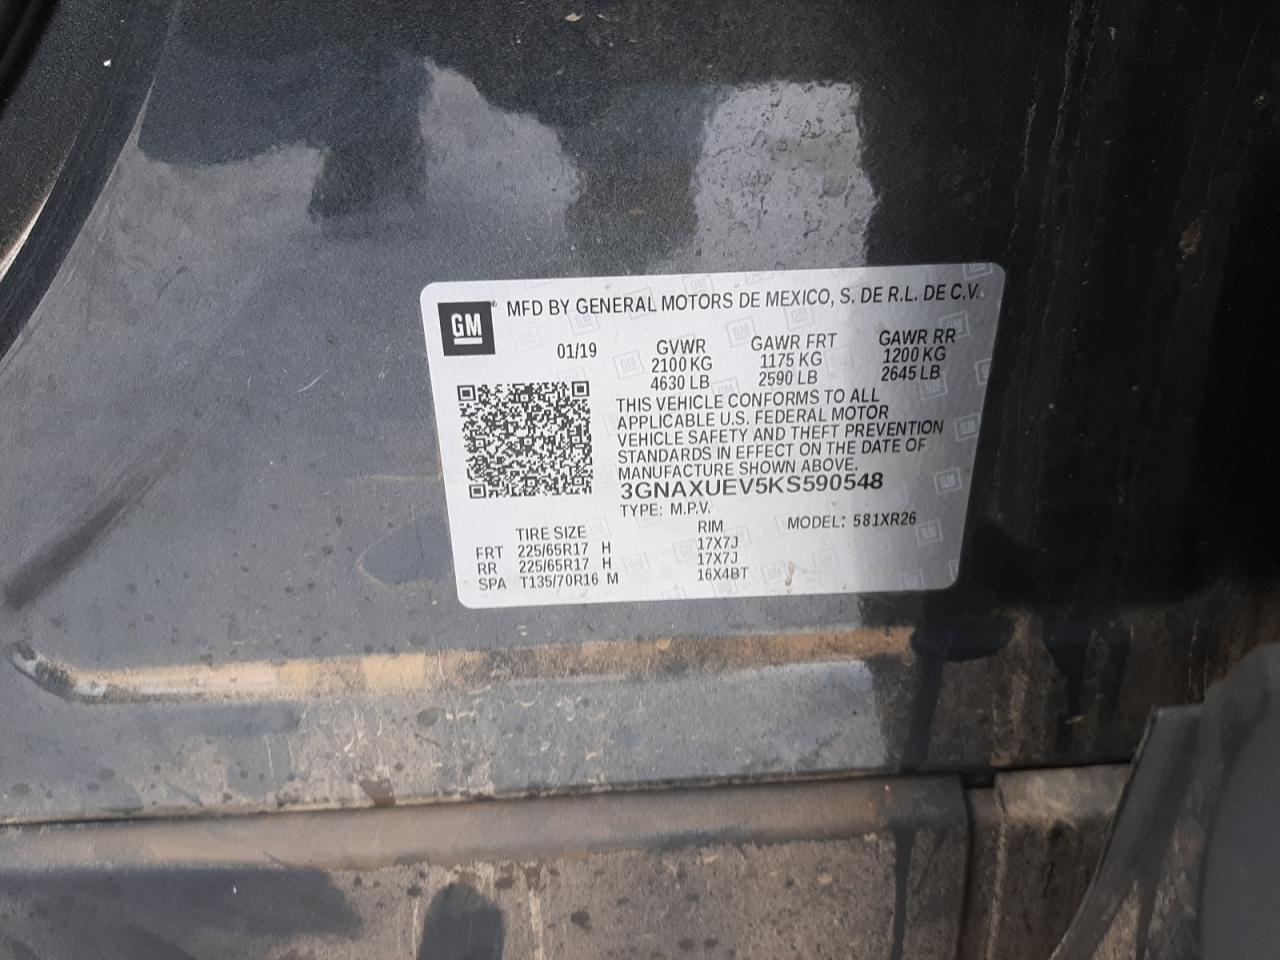 GM
MFD BY GENERAL MOTORS DE MEXICO, S. DE R.L. DE C.V.
01/19 GVWR GAWR FRT GAWR RR
2100 KG 1175 KG 1200 KG
4630 LB 2590 LB 2645 LB
THIS VEHICLE CONFORMS TO ALL
APPLICABLE U.S. FEDERAL MOTOR
VEHICLE SAFETY AND THEFT PREVENTION
STANDARDS IN EFFECT ON THE DATE OF
MANUFACTURE SHOWN ABOVE.
3GNAXUEV5KS590548
TYPE: M.P.V. MODEL: 581XR26
TIRE SIZE RIM
FRT 225/65R17 H 17X7J
RR 225/65R17 H 17X7J
SPA T135/70R16 M 16X4BT